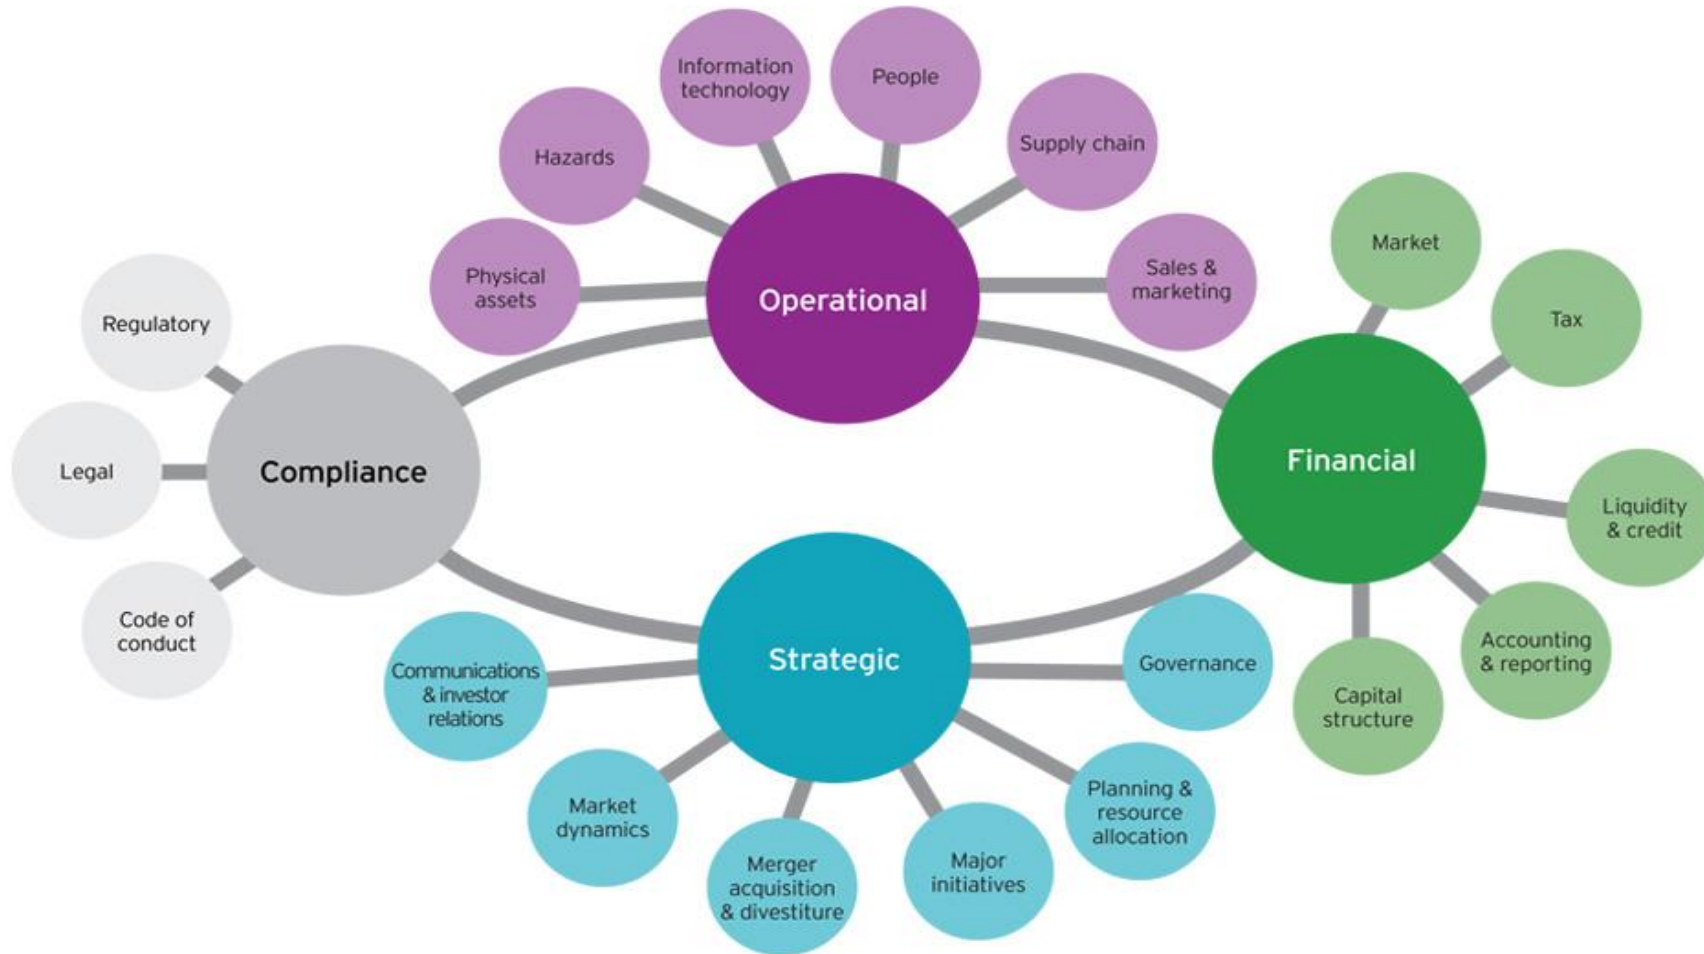 Information
technology
People
Supply chain
Hazards
Physical
assets
Sales &
marketing
Operational
Market
Tax
Financial
Liquidity
& credit
Accounting
& reporting
Capital
structure
Regulatory
Legal
Code of
conduct
Compliance
Strategic
Communications
& investor
relations
Market
dynamics
Merger
acquisition
& divestiture
Major
initiatives
Planning &
resource
allocation
Governance